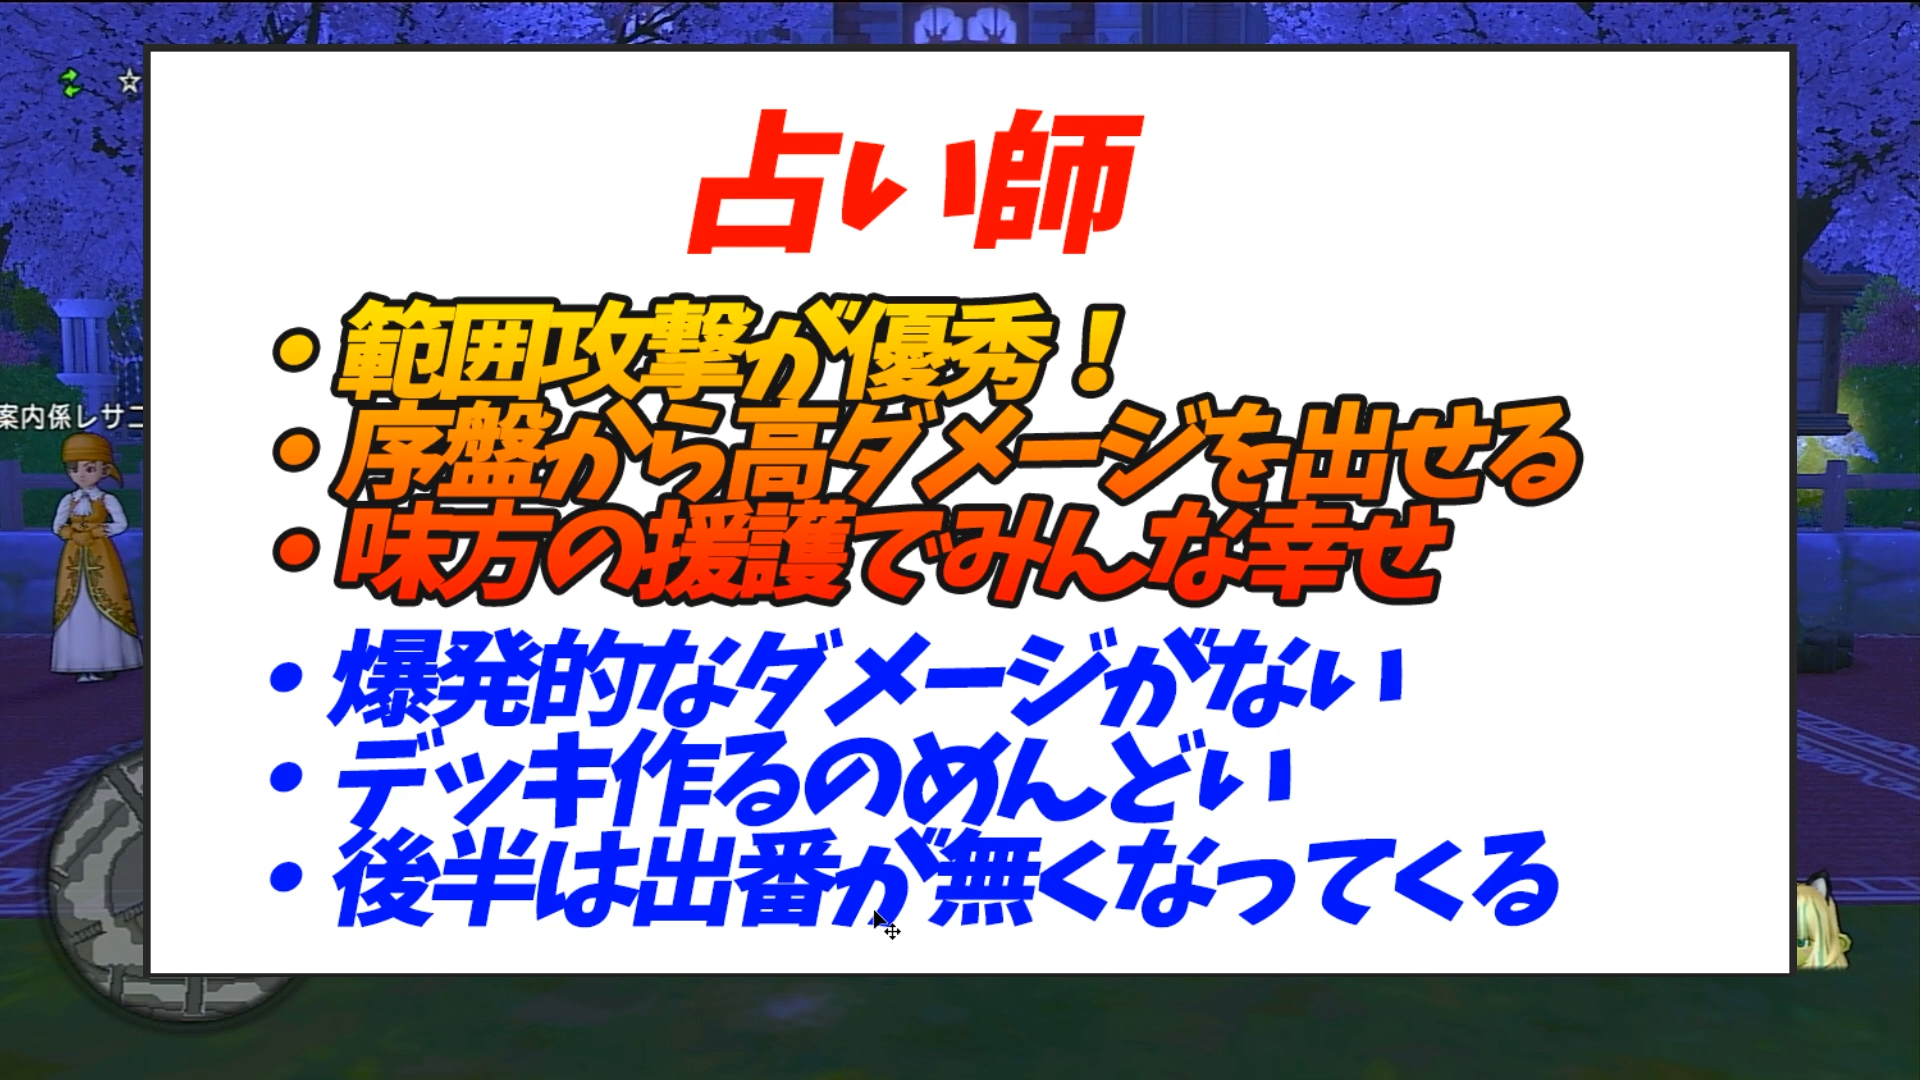 占い師
・範囲攻撃が優秀！
・序盤から高ダメージを出せる
案内係レサニ
・味方の援護でみんな幸せ
・爆発的なダメージがない
・デッキ作るのめんどい
・後半は出番が無くなってくる